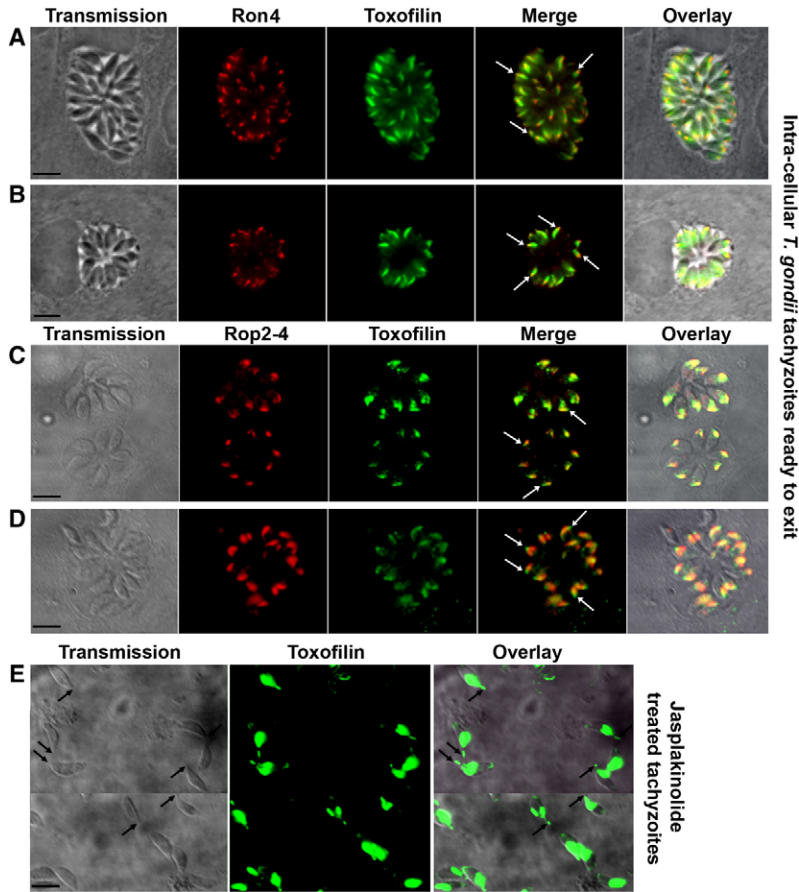 Transmission Ron4 Toxofilin Merge Overlay
A
B
Transmission Rop2-4 Toxofilin Merge Overlay
C
D
Intra-cellular T. gondii tachyzoites ready to exit
Transmission Toxofilin Overlay
E
Jasplakinolide
treated tachyzoites